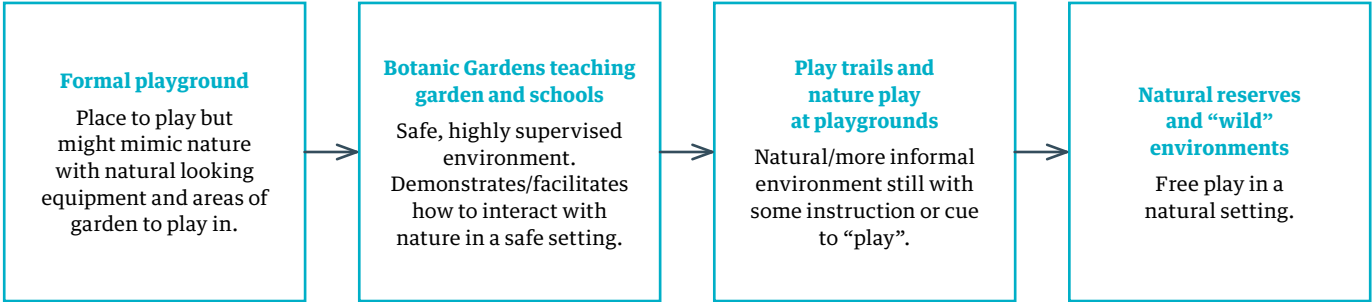 Formal playground
Place to play but
might mimic nature
with natural looking
equipment and areas of
garden to play in.
Botanic Gardens teaching
garden and schools
Safe, highly supervised
environment.
Demonstrates/facilitates
how to interact with
nature in a safe setting.
Play trails and
nature play
at playgrounds
Natural/more informal
environment still with
some instruction or cue
to “play”.
Natural reserves
and “wild”
environments
Free play in a
natural setting.